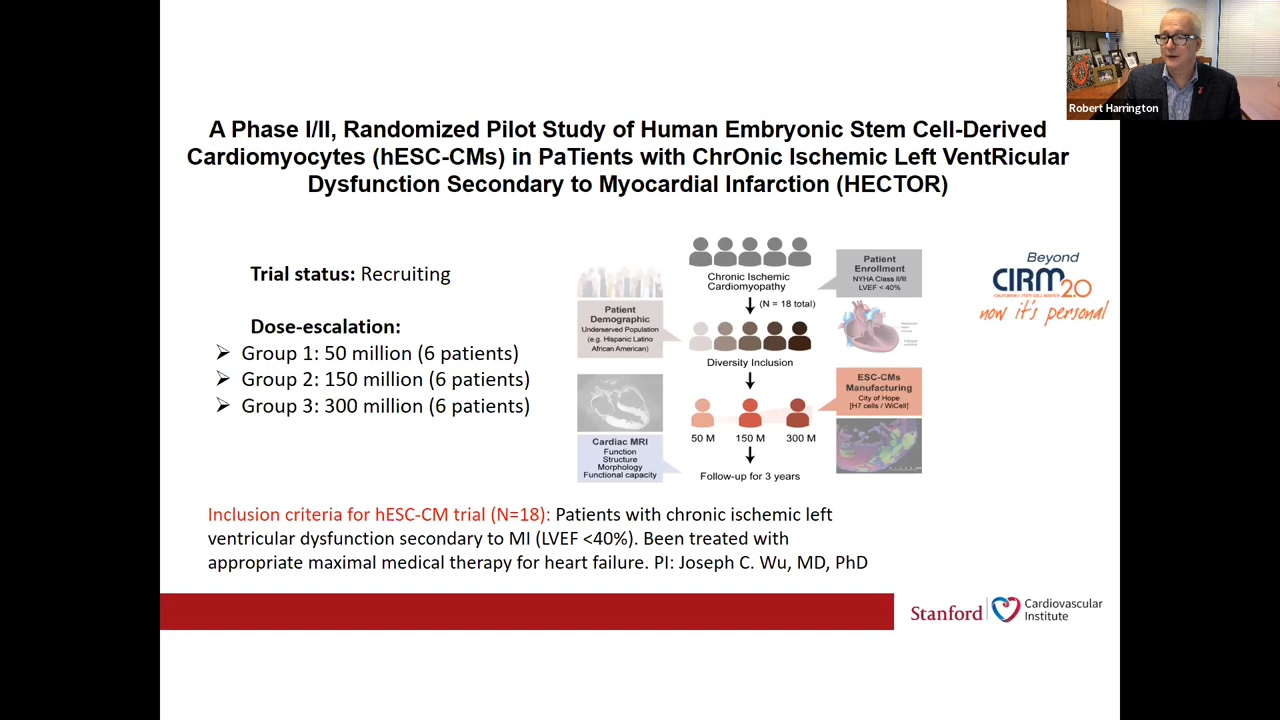 Robert Harrington
A Phase I/II, Randomized Pilot Study of Human Embryonic Stem Cell-Derived
Cardiomyocytes (hESC-CMs) in PaTients with ChrOnic Ischemic Left VentRicular
Dysfunction Secondary to Myocardial Infarction (HECTOR)
Trial status: Recruiting
Dose-escalation:
Group 1: 50 million (6 patients)
Group 2: 150 million (6 patients)
Group 3: 300 million (6 patients)
Chronic Ischemic
Cardiomyopathy
(N = 18 total)
Patient
Enrollment
NYHA Class II/III
LVEF < 40%
Patient
Demographic
Underserved Population
(e.g. Hispanic Latino
African American)
Diversity Inclusion
ESC-CMs
Manufacturing
City of Hope
[H7 cells / WiCell]
50 M 150 M 300 M
Cardiac MRI
Function
Structure
Morphology
Functional capacity
Follow-up for 3 years
Beyond
CIRM 2.0
CALIFORNIA'S STEM CELL AGENCY
now it's personal
Inclusion criteria for hESC-CM trial (N=18): Patients with chronic ischemic left
ventricular dysfunction secondary to MI (LVEF <40%). Been treated with
appropriate maximal medical therapy for heart failure. PI: Joseph C. Wu, MD, PhD
Stanford
Cardiovascular
Institute